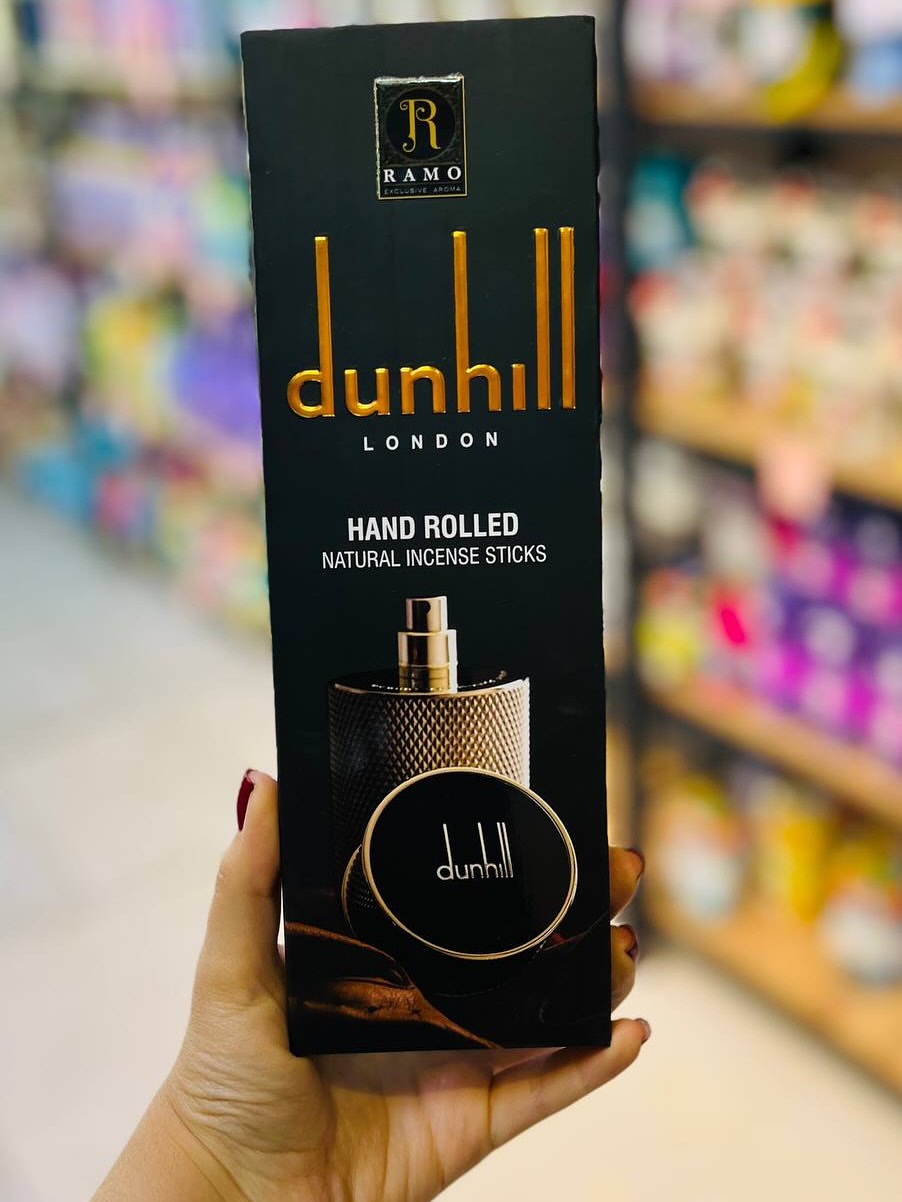 R
RAMO
EXCLUSIVE AROMA
dunhill
LONDON
HAND ROLLED
NATURAL INCENSE STICKS
dunhill